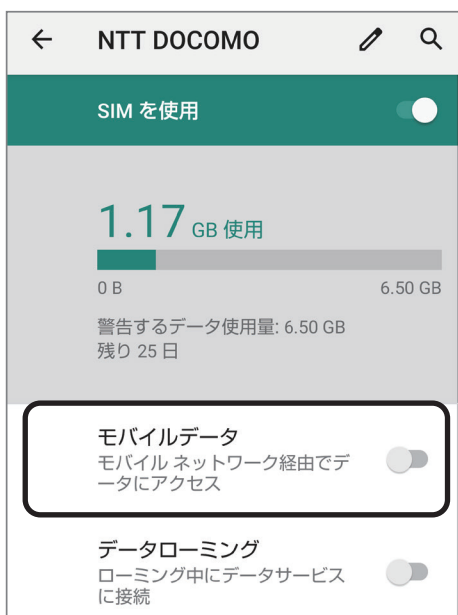 NTT DOCOMO
SIM を使用
1.17 GB 使用
0 B 6.50 GB
警告するデータ使用量: 6.50 GB
残り 25 日
モバイルデータ
モバイル ネットワーク経由でデ
ータにアクセス
データローミング
ローミング中にデータサービス
に接続